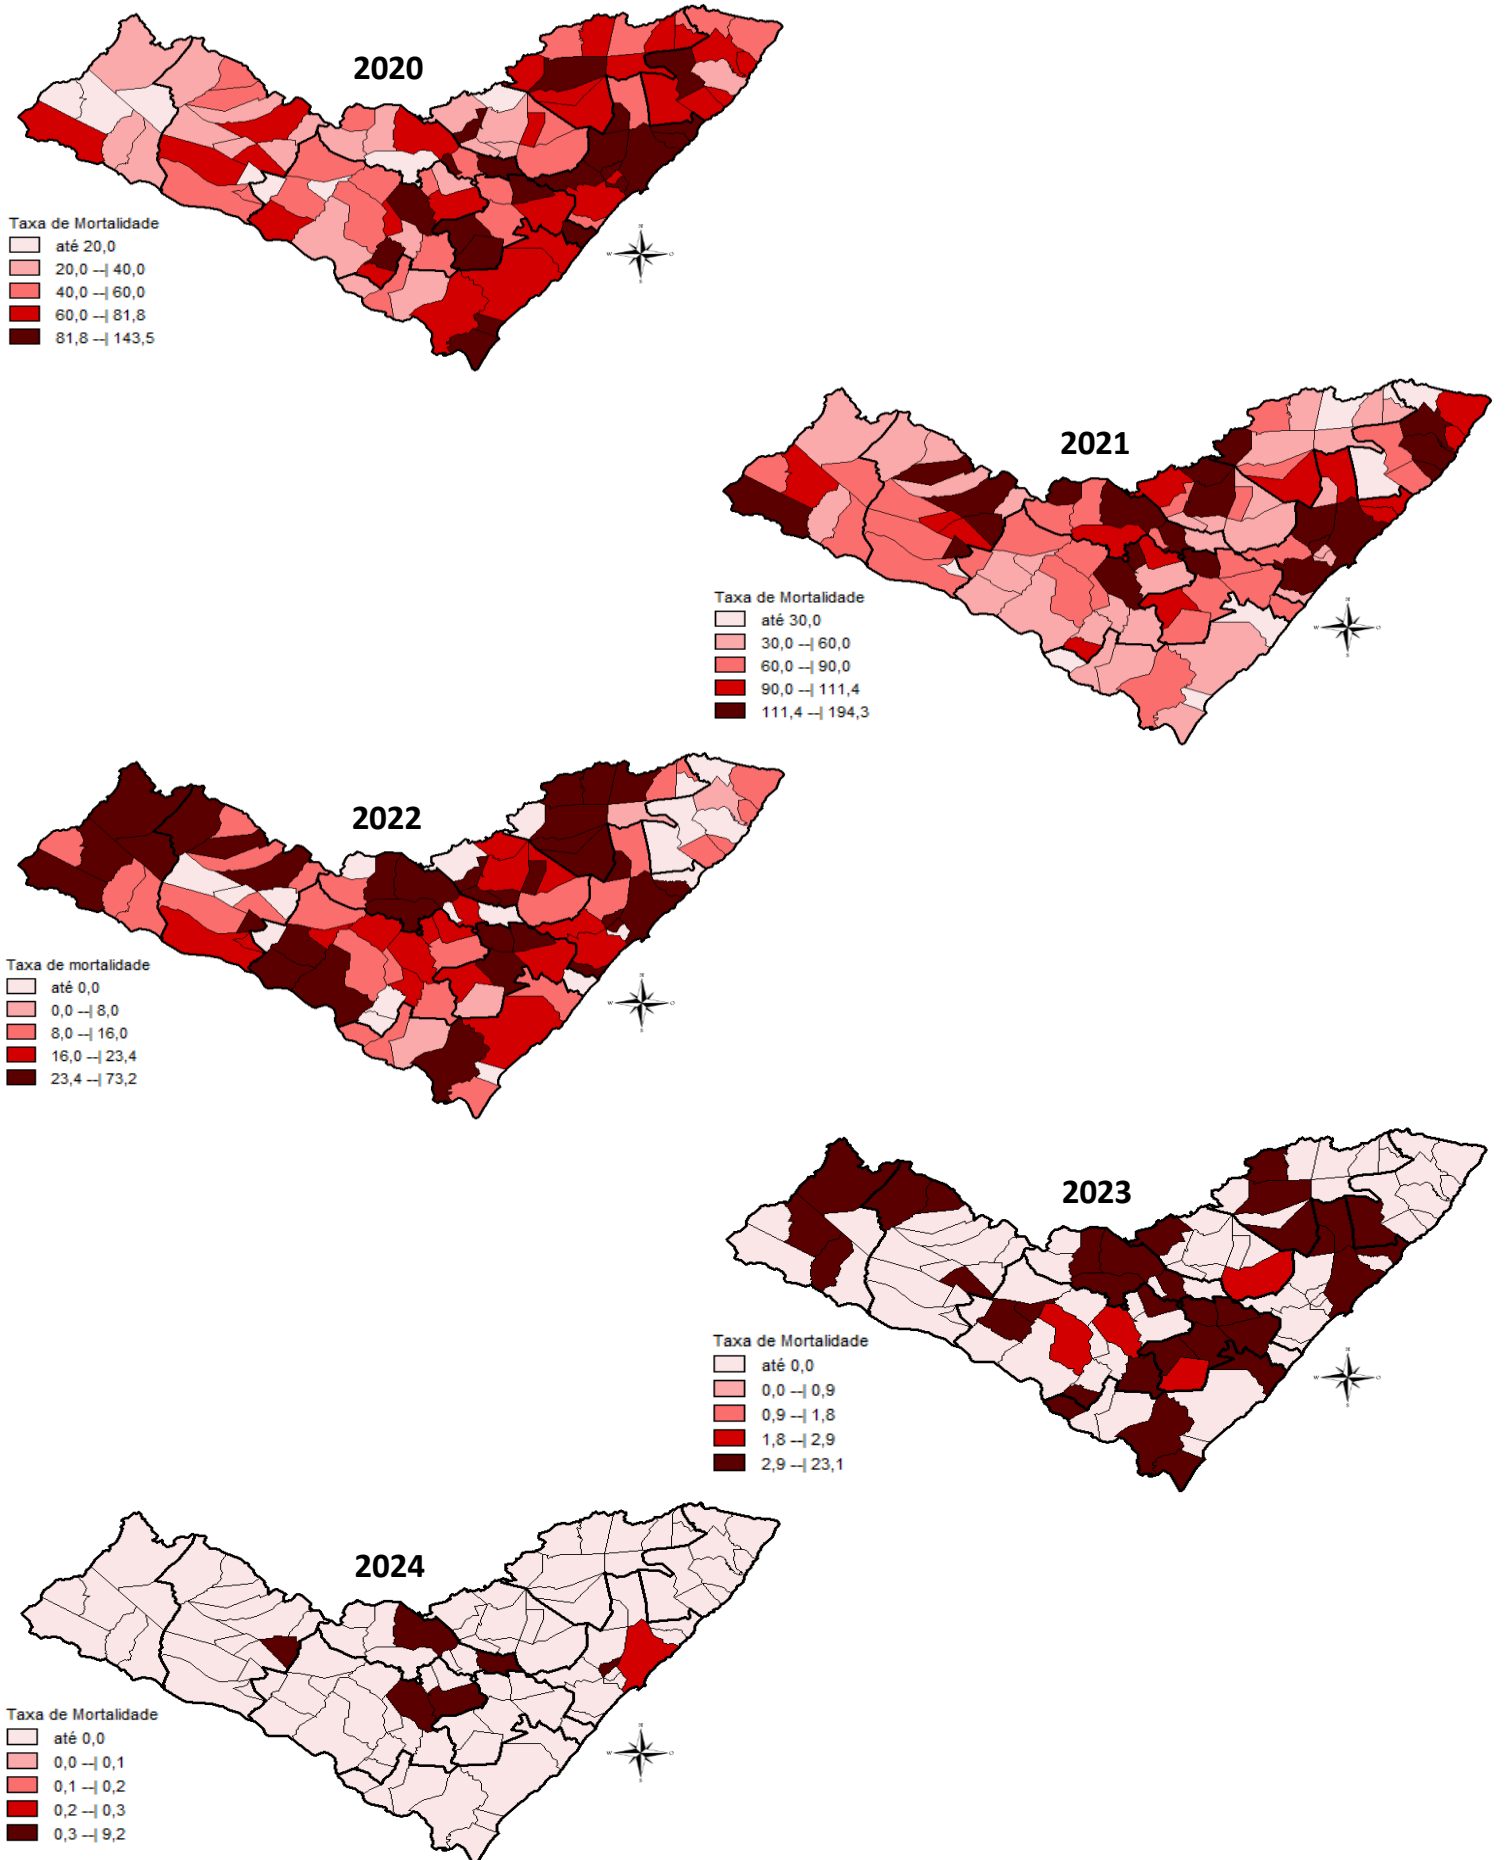 2020
Taxa de Mortalidade
até 20,0
20,0 --| 40,0
40,0 --| 60,0
60,0 --| 81,8
81,8 --| 143,5
N
W
O
S
2021
Taxa de Mortalidade
até 30,0
30,0 --| 60,0
60,0 --| 90,0
90,0 --| 111,4
111,4 --| 194,3
N
W
O
S
2022
Taxa de mortalidade
até 0,0
0,0 --| 8,0
8,0 --| 16,0
16,0 --| 23,4
23,4 --| 73,2
N
W
O
S
2023
Taxa de Mortalidade
até 0,0
0,0 --| 0,9
0,9 --| 1,8
1,8 --| 2,9
2,9 --| 23,1
N
W
O
S
2024
Taxa de Mortalidade
até 0,0
0,0 --| 0,1
0,1 --| 0,2
0,2 --| 0,3
0,3 --| 9,2
N
W
O
S